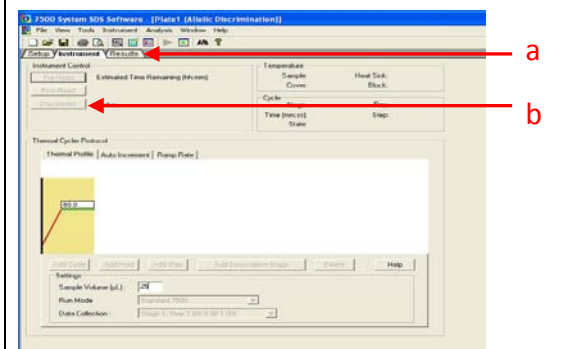 7500 System SDS Software - [Plate1 (Allelic Discrimination)]
File View Tools Instrument Analysis Window Help
Setup Instrument Results
a
Instrument Control
Estimated Time Remaining (hh:mm)
Temperature
Sample: Heat Sink:
Cover: Block:
Post Read
Disconnect
b
Cycle
Time (mm:ss): Step:
State:
Thermal Cycler Protocol
Thermal Profile Auto Increment Ramp Rate
60.0
Add Cycle Add Hold Add Step Add Dissociation Stage Delete Help
Settings
Sample Volume (µL): 25
Run Mode Standard 7500
Data Collection: